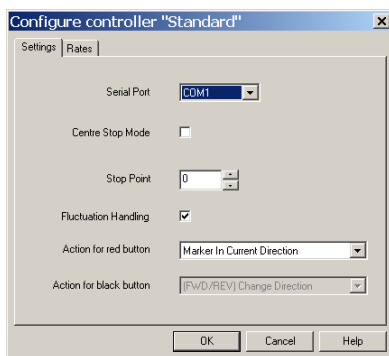 Configure controller "Standard"
Settings Rates
Serial Port COM1
Centre Stop Mode
Stop Point 0
Fluctuation Handling
Action for red button Marker In Current Direction
Action for black button (FWD/REV) Change Direction
OK Cancel Help